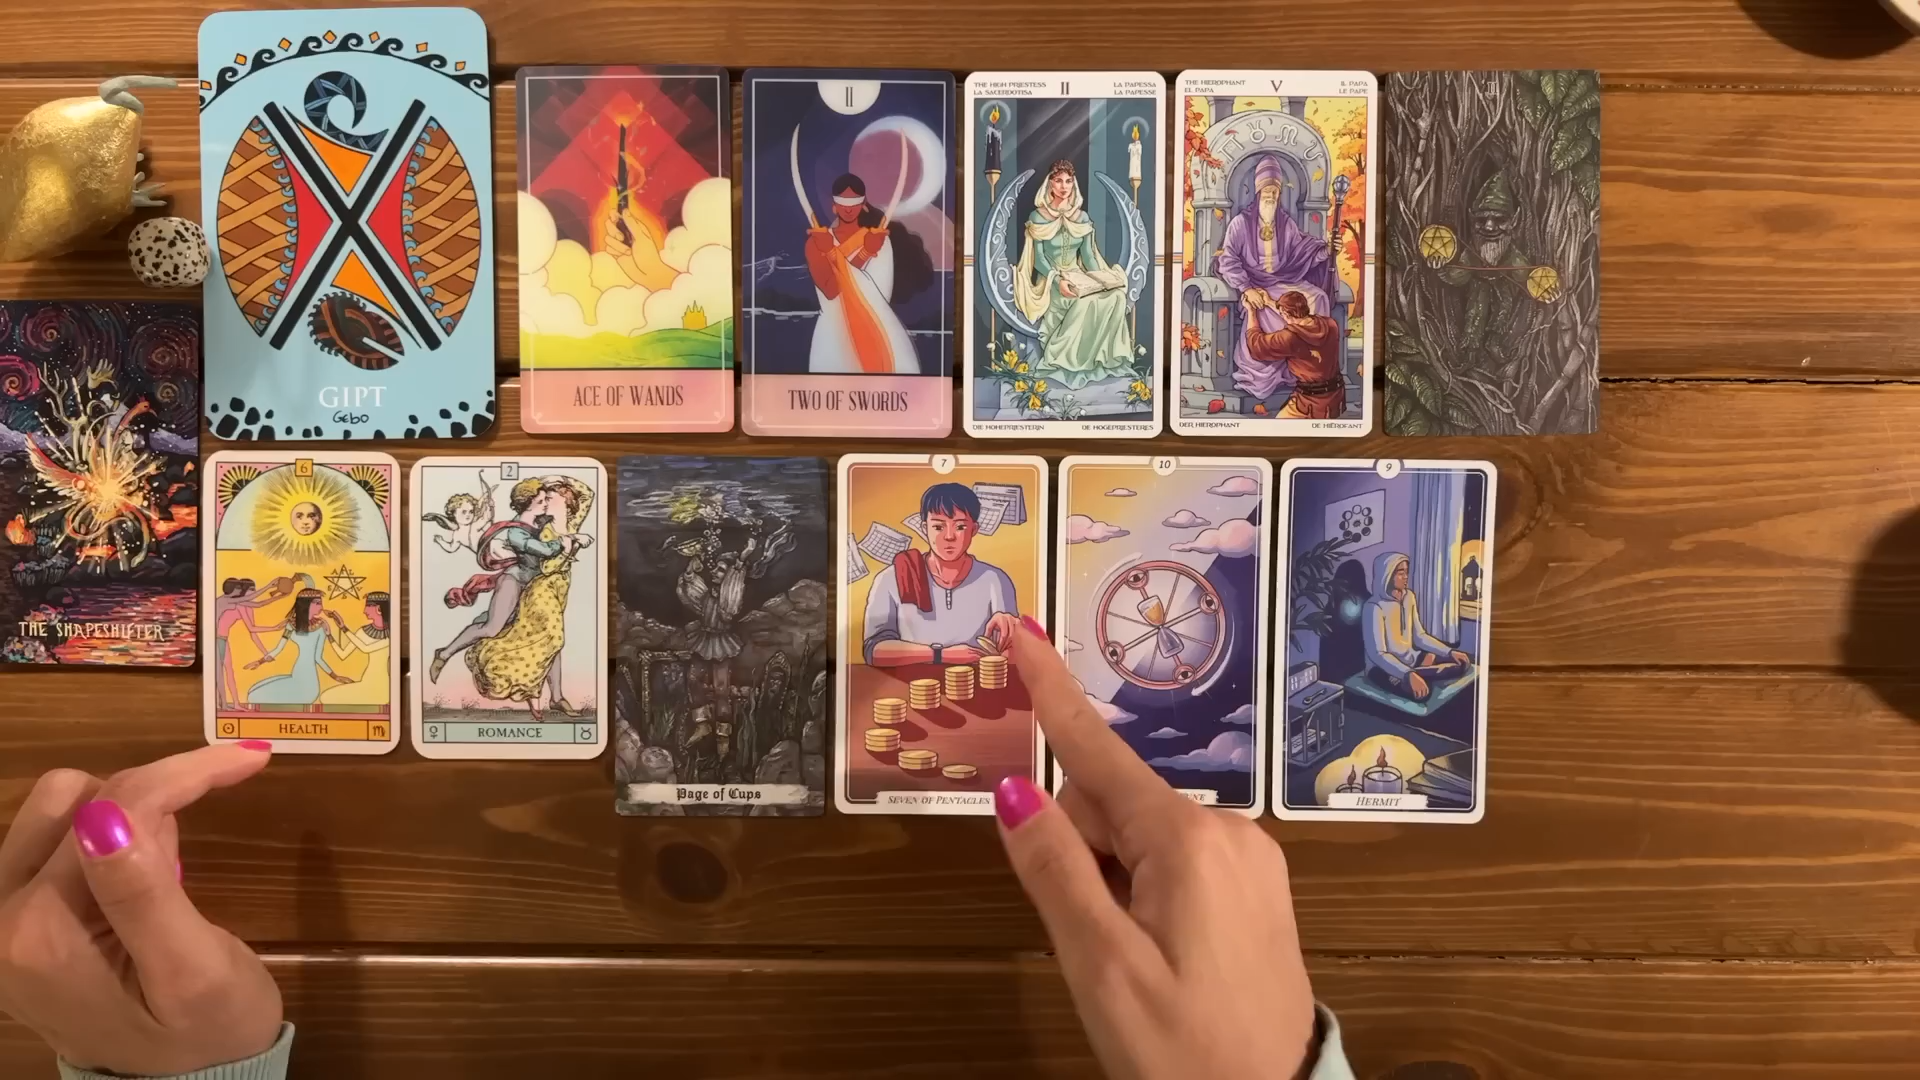 GIPT
Gebo
ACE OF WANDS
II
TWO OF SWORDS
THE HIGH PRIESTESS
LA SACERDOTISA
II
LA PAPESSA
LA PAPESSE
DIE HOHEPRIESTERIN
DE HOGEPRIESTERES
THE HIEROPHANT
EL PAPA
V
IL PAPA
LE PAPE
DER HIEROPHANT
DE HIËROFANT
THE SHAPESHIFTER
6
HEALTH
2
ROMANCE
Page of Cups
7
SEVEN OF PENTACLES
10
UNE
9
HERMIT